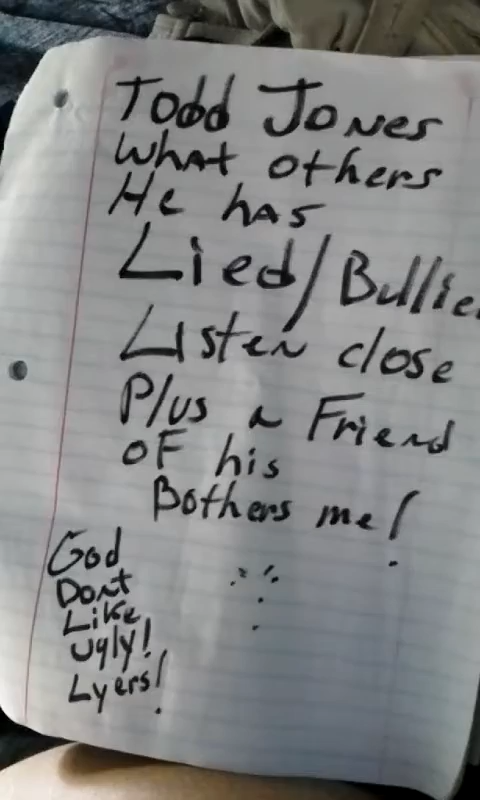 Todd Jones
What others
He has
Lied/Bullie
Listen close
Plus a Friend
OF his
Bothers me!
God
Dont
Like
Ugly!
Lyers!